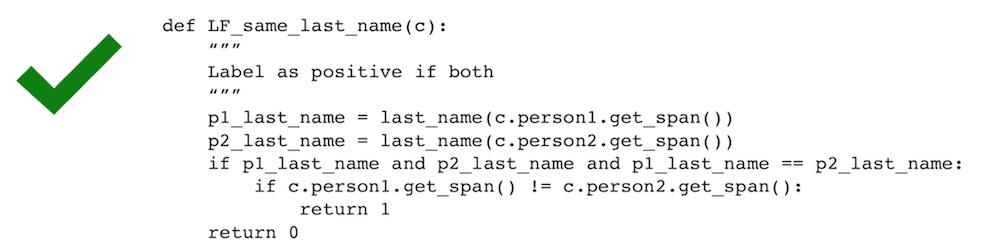 def LF_same_last_name(c):
    “””
    Label as positive if both
    “””
    p1_last_name = last_name(c.person1.get_span())
    p2_last_name = last_name(c.person2.get_span())
    if p1_last_name and p2_last_name and p1_last_name == p2_last_name:
        if c.person1.get_span() != c.person2.get_span():
            return 1
    return 0